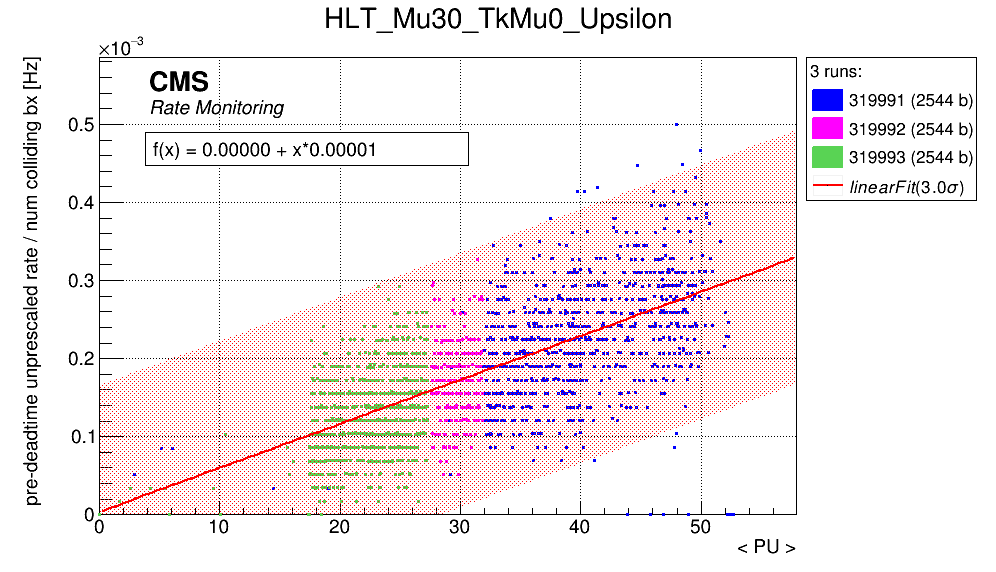 HLT_Mu30_TkMu0_Upsilon
×10⁻³
pre-deadtime unprescaled rate / num colliding bx [Hz]
CMS
Rate Monitoring
f(x) = 0.00000 + x*0.00001
3 runs:
319991 (2544 b)
319992 (2544 b)
319993 (2544 b)
linearFit(3.0σ)
0.5
0.4
0.3
0.2
0.1
0
0 10 20 30 40 50
< PU >